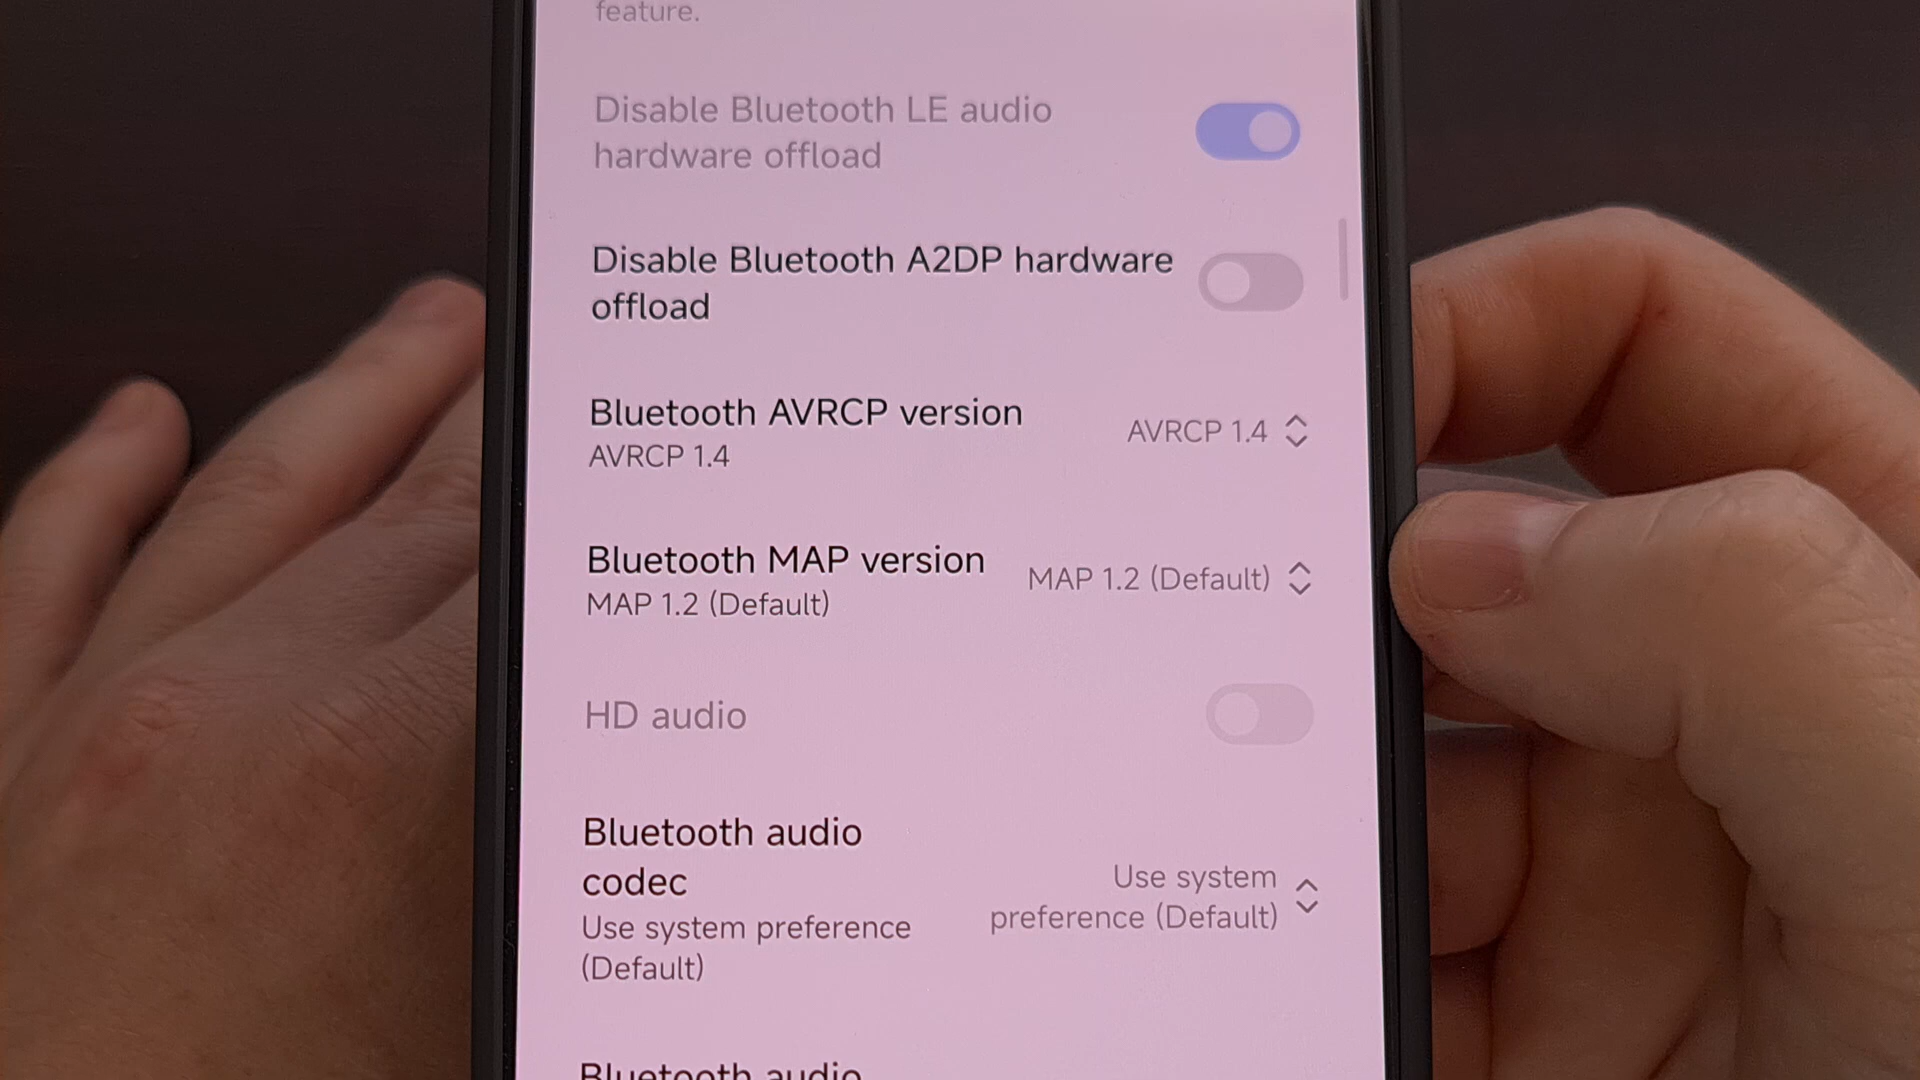 feature.
Disable Bluetooth LE audio
hardware offload
Disable Bluetooth A2DP hardware
offload
Bluetooth AVRCP version
AVRCP 1.4
AVRCP 1.4
Bluetooth MAP version
MAP 1.2 (Default)
MAP 1.2 (Default)
HD audio
Bluetooth audio
codec
Use system preference
(Default)
Use system
preference (Default)
Bluetooth audio